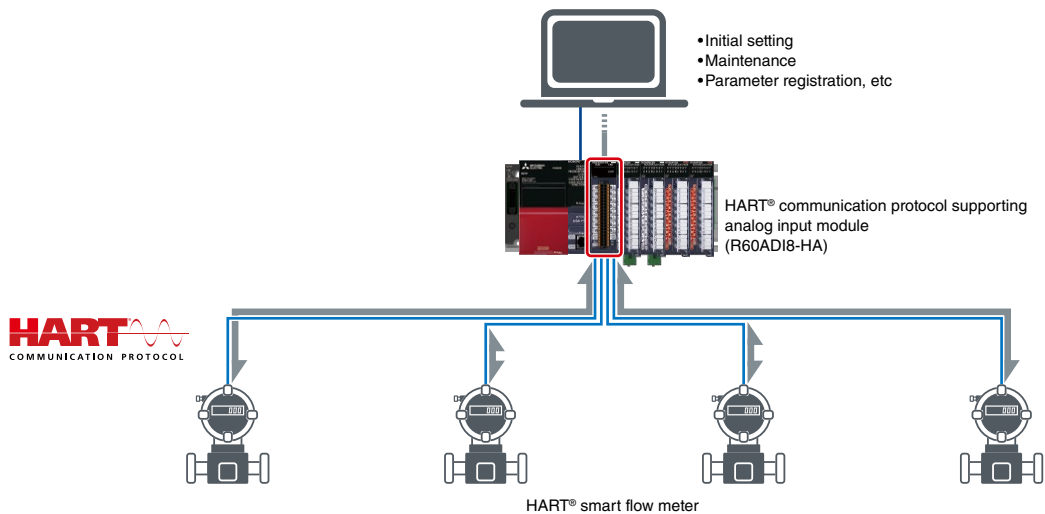 •Initial setting
•Maintenance
•Parameter registration, etc
HART® communication protocol supporting
analog input module
(R60ADI8-HA)
HART®
COMMUNICATION PROTOCOL
HART® smart flow meter